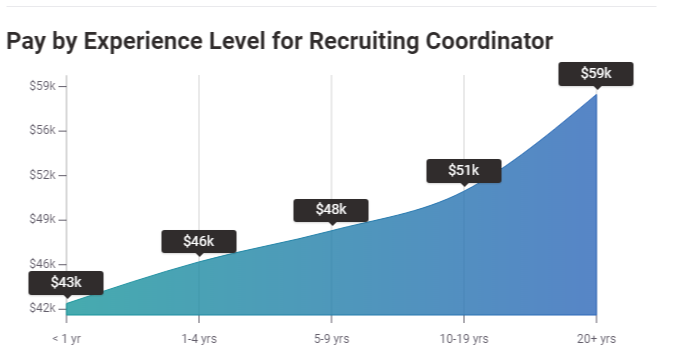 Pay by Experience Level for Recruiting Coordinator
$59k
$59k
$56k
$52k
$51k
$49k
$48k
$46k
$46k
$43k
$42k
< 1 yr 1-4 yrs 5-9 yrs 10-19 yrs 20+ yrs